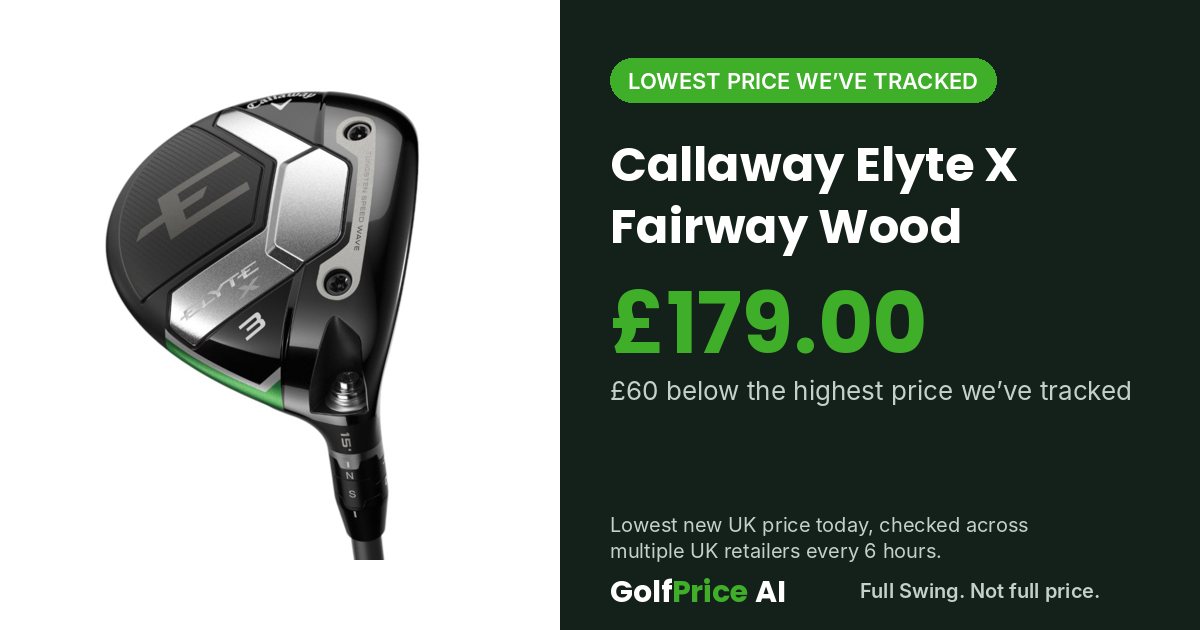 Callaway
TUNGSTEN SPEED WAVE
E
ELYTE
X
3
15°
N
S
LOWEST PRICE WE’VE TRACKED
Callaway Elyte X
Fairway Wood
£179.00
£60 below the highest price we’ve tracked
Lowest new UK price today, checked across
multiple UK retailers every 6 hours.
GolfPrice AI
Full Swing. Not full price.